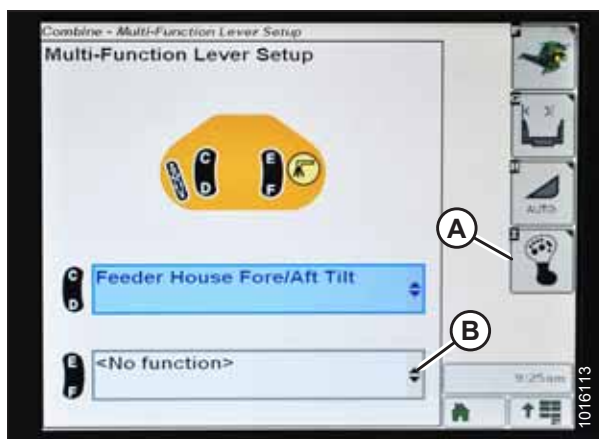 Combine - Multi-Function Lever Setup
Multi-Function Lever Setup
C
D
E
F
AUTO
A
C
D
Feeder House Fore/Aft Tilt
B
E
F
<No function>
9:25am
1016113